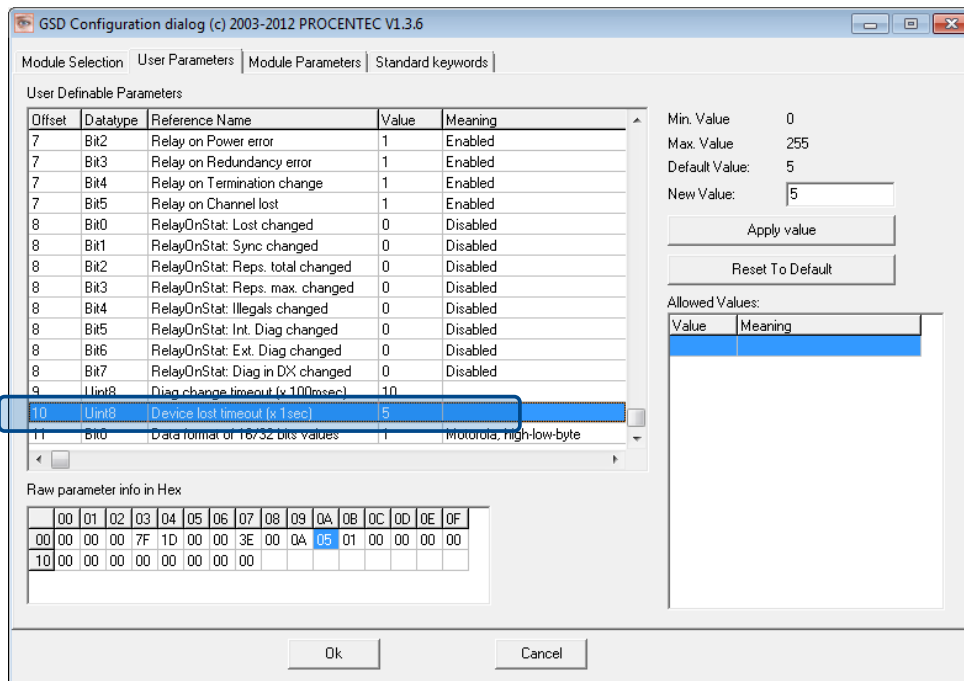 GSD Configuration dialog (c) 2003-2012 PROCENTEC V1.3.6
Module Selection User Parameters Module Parameters Standard keywords
User Definable Parameters
Offset Datatype Reference Name Value Meaning
7 Bit2 Relay on Power error 1 Enabled
7 Bit3 Relay on Redundancy error 1 Enabled
7 Bit4 Relay on Termination change 1 Enabled
7 Bit5 Relay on Channel lost 1 Enabled
8 Bit0 RelayOnStat: Lost changed 0 Disabled
8 Bit1 RelayOnStat: Sync changed 0 Disabled
8 Bit2 RelayOnStat: Reps. total changed 0 Disabled
8 Bit3 RelayOnStat: Reps. max. changed 0 Disabled
8 Bit4 RelayOnStat: Illegals changed 0 Disabled
8 Bit5 RelayOnStat: Int. Diag changed 0 Disabled
8 Bit6 RelayOnStat: Ext. Diag changed 0 Disabled
8 Bit7 RelayOnStat: Diag in DX changed 0 Disabled
9 Uint8 Diag change timeout (x 100msec) 10
10 Uint8 Device lost timeout (x 1sec) 5
11 Bit0 Data format of 16/32 bits values 1 Motorola, high-low-byte
Min. Value 0
Max. Value 255
Default Value: 5
New Value: 5
Apply value
Reset To Default
Allowed Values:
Value Meaning
Raw parameter info in Hex
00 01 02 03 04 05 06 07 08 09 0A 0B 0C 0D 0E 0F
00 00 00 00 7F 1D 00 00 3E 00 0A 05 01 00 00 00 00
10 00 00 00 00 00 00 00 00
Ok Cancel